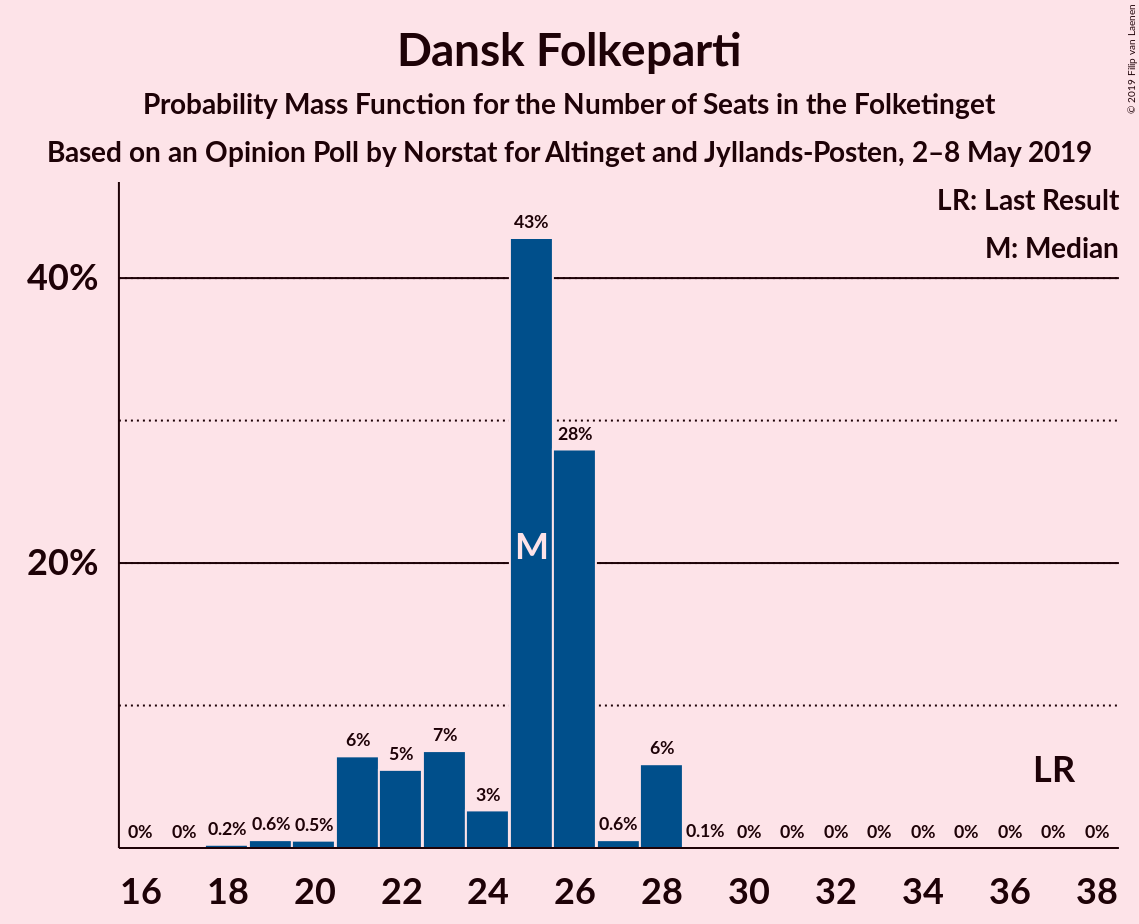 Dansk Folkeparti
Probability Mass Function for the Number of Seats in the Folketinget
Based on an Opinion Poll by Norstat for Altinget and Jyllands-Posten, 2–8 May 2019
© 2019 Filip van Laenen
LR: Last Result
M: Median
43%
40%
28%
M
20%
LR
6% 5% 7% 3% 6%
0% 0% 0.2% 0.6% 0.5% 0.6% 0.1% 0% 0% 0% 0% 0% 0% 0% 0% 0%
16 18 20 22 24 26 28 30 32 34 36 38